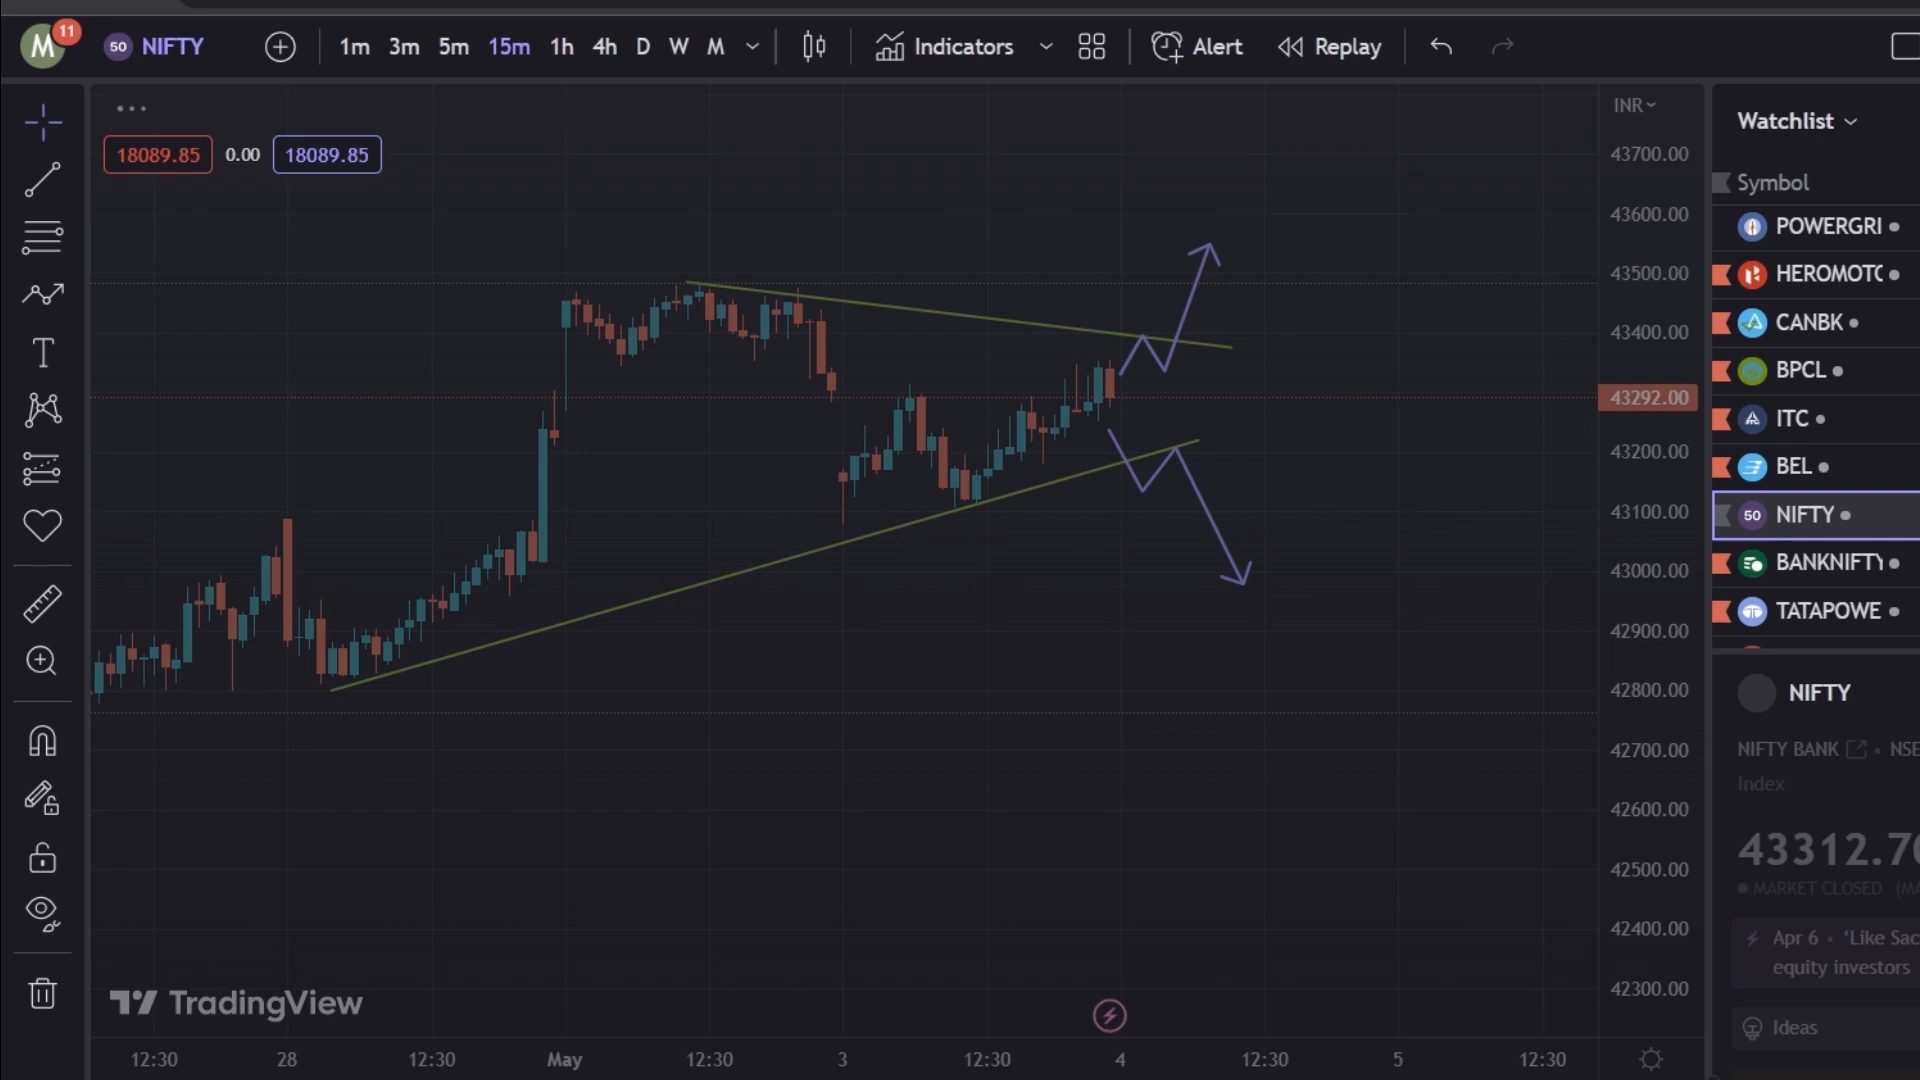 M 11 50 NIFTY 1m 3m 5m 15m 1h 4h D W M Indicators Alert Replay
18089.85 0.00 18089.85
INR
43700.00
43600.00
43500.00
43400.00
43292.00
43200.00
43100.00
43000.00
42900.00
42800.00
42700.00
42600.00
42500.00
42400.00
42300.00
TradingView
12:30 28 12:30 May 12:30 3 12:30 4 12:30 5 12:30
Watchlist
Symbol
POWERGRI
HEROMOTO
CANBK
BPCL
ITC
BEL
50 NIFTY
BANKNIFTY
TATAPOWE
NIFTY
NIFTY BANK • NSE
Index
43312.70
MARKET CLOSED (MA
Apr 6 • ‘Like Sac
equity investors
Ideas